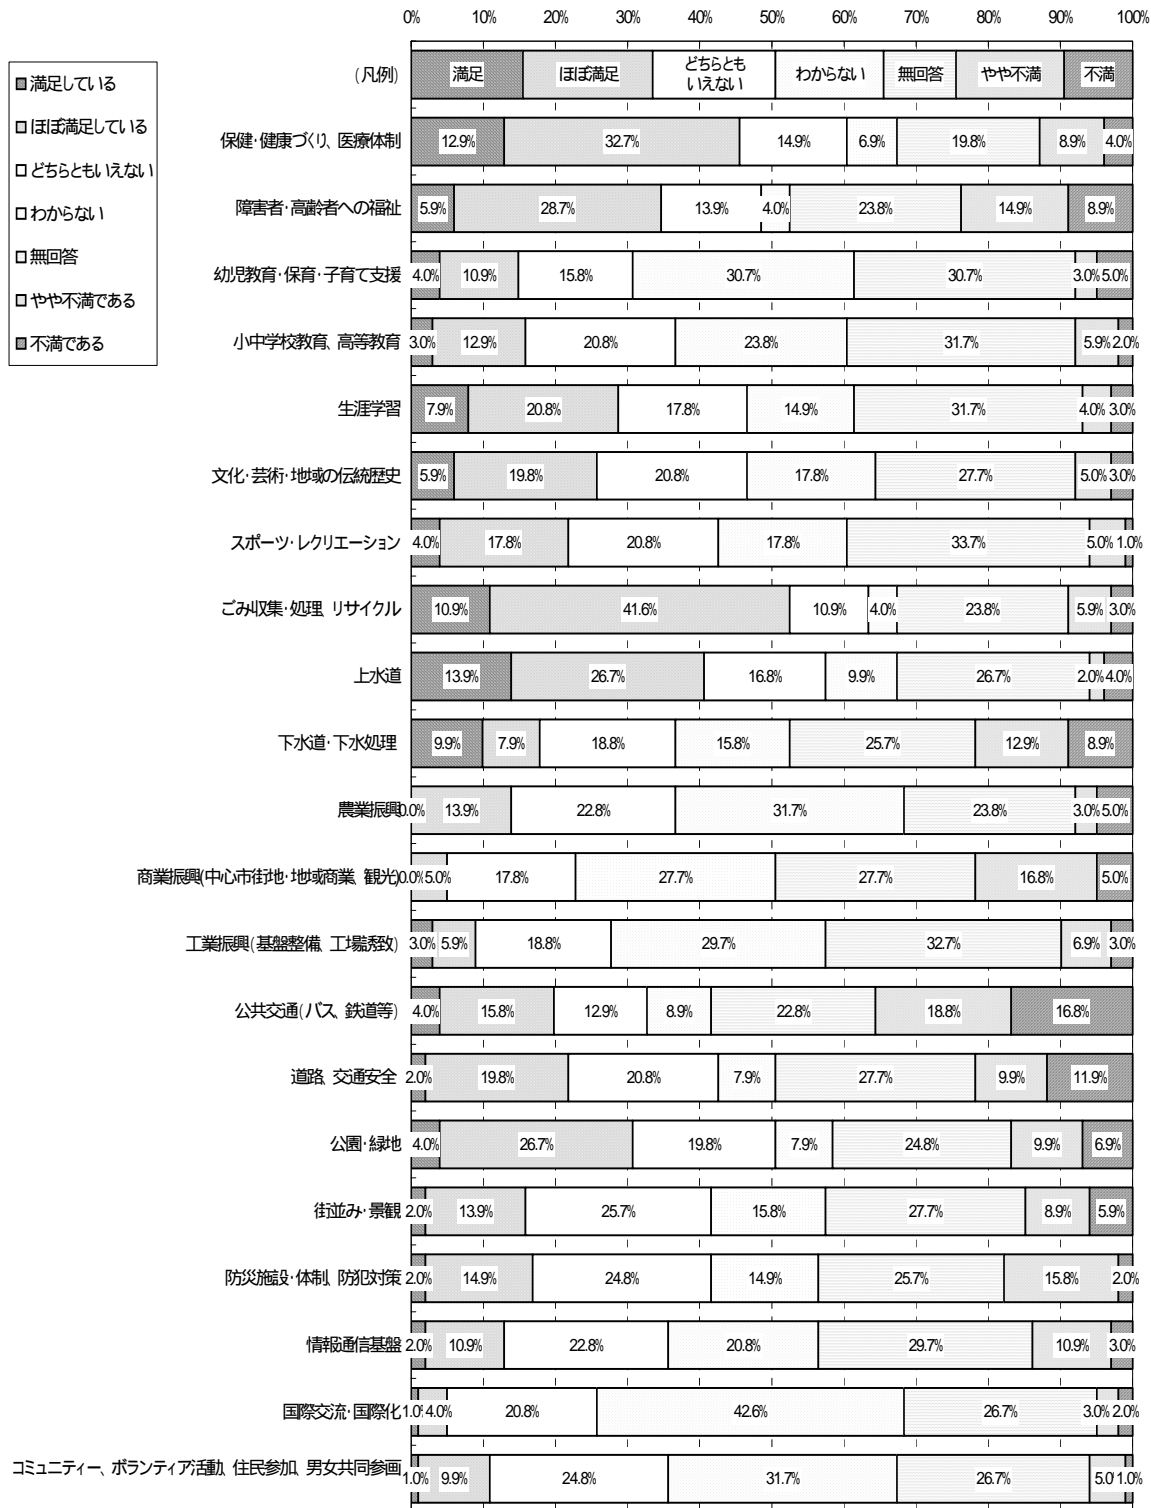 0% 10% 20% 30% 40% 50% 60% 70% 80% 90% 100%
満足している
ほぼ満足している
どちらともいえない
わからない
無回答
やや不満である
不満である
(凡例) 満足 ほぼ満足 どちらとも いえない わからない 無回答 やや不満 不満
保健・健康づくり、医療体制 12.9% 32.7% 14.9% 6.9% 19.8% 8.9% 4.0%
障害者・高齢者への福祉 5.9% 28.7% 13.9% 4.0% 23.8% 14.9% 8.9%
幼児教育・保育・子育て支援 4.0% 10.9% 15.8% 30.7% 30.7% 3.0% 5.0%
小中学校教育、高等教育 3.0% 12.9% 20.8% 23.8% 31.7% 5.9% 2.0%
生涯学習 7.9% 20.8% 17.8% 14.9% 31.7% 4.0% 3.0%
文化・芸術・地域の伝統歴史 5.9% 19.8% 20.8% 17.8% 27.7% 5.0% 3.0%
スポーツ・レクリエーション 4.0% 17.8% 20.8% 17.8% 33.7% 5.0% 1.0%
ごみ収集・処理、リサイクル 10.9% 41.6% 10.9% 4.0% 23.8% 5.9% 3.0%
上水道 13.9% 26.7% 16.8% 9.9% 26.7% 2.0% 4.0%
下水道・下水処理 9.9% 7.9% 18.8% 15.8% 25.7% 12.9% 8.9%
農業振興 0.0% 13.9% 22.8% 31.7% 23.8% 3.0% 5.0%
商業振興(中心市街地・地域商業、観光) 0.0% 5.0% 17.8% 27.7% 27.7% 16.8% 5.0%
工業振興(基盤整備、工場誘致) 3.0% 5.9% 18.8% 29.7% 32.7% 6.9% 3.0%
公共交通(バス、鉄道等) 4.0% 15.8% 12.9% 8.9% 22.8% 18.8% 16.8%
道路、交通安全 2.0% 19.8% 20.8% 7.9% 27.7% 9.9% 11.9%
公園・緑地 4.0% 26.7% 19.8% 7.9% 24.8% 9.9% 6.9%
街並み・景観 2.0% 13.9% 25.7% 15.8% 27.7% 8.9% 5.9%
防災施設・体制、防犯対策 2.0% 14.9% 24.8% 14.9% 25.7% 15.8% 2.0%
情報通信基盤 2.0% 10.9% 22.8% 20.8% 29.7% 10.9% 3.0%
国際交流・国際化 1.0% 4.0% 20.8% 42.6% 26.7% 3.0% 2.0%
コミュニティー、ボランティア活動、住民参加、男女共同参画 1.0% 9.9% 24.8% 31.7% 26.7% 5.0 1.0%